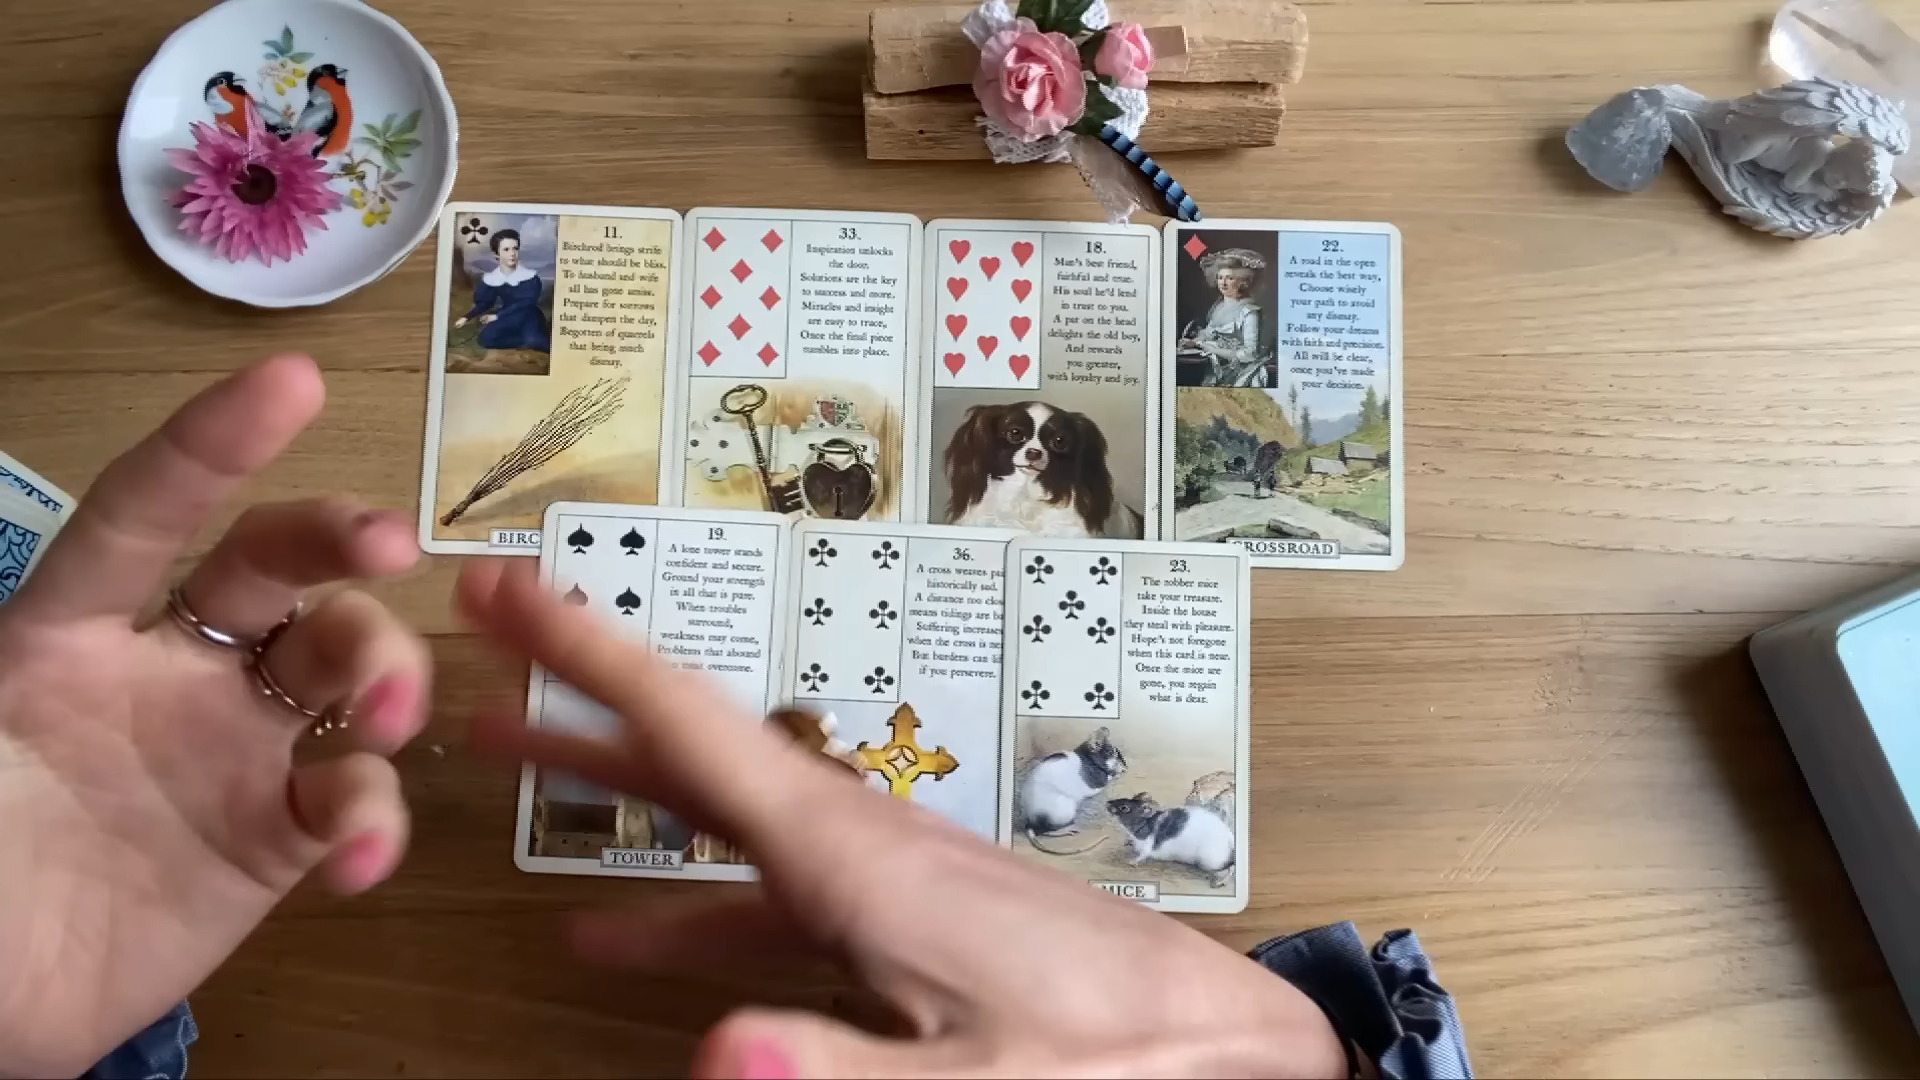 11.
Birchrod brings strife
to what should be bliss.
To husband and wife
all has gone amiss.
Prepare for sorrows
that dampen the day,
Begotten of quarrels
that bring much
dismay.
BIRC
33.
Inspiration unlocks
the door.
Solutions are the key
to success and more.
Miracles and insight
are easy to trace,
Once the final piece
tumbles into place.
18.
Man's best friend,
faithful and true.
His soul he'd lend
in trust to you.
A pat on the head
delights the old boy,
And rewards
you greater,
with loyalty and joy.
22.
A road in the open
reveals the best way,
Choose wisely
your path to avoid
any dismay.
Follow your dreams
with faith and precision.
All will be clear,
once you've made
your decision.
CROSSROAD
19.
A lone tower stands
confident and secure.
Ground your strength
in all that is pure.
When troubles
surround,
weakness may come,
Problems that abound
must overcome.
TOWER
36.
A cross weaves pa
historically sad.
A distance too clos
means tidings are ba
Suffering increases
when the cross is ne
But burdens can li
if you persevere.
23.
The robber mice
take your treasure.
Inside the house
they steal with pleasure.
Hope's not foregone
when this card is near.
Once the mice are
gone, you regain
what is dear.
MICE